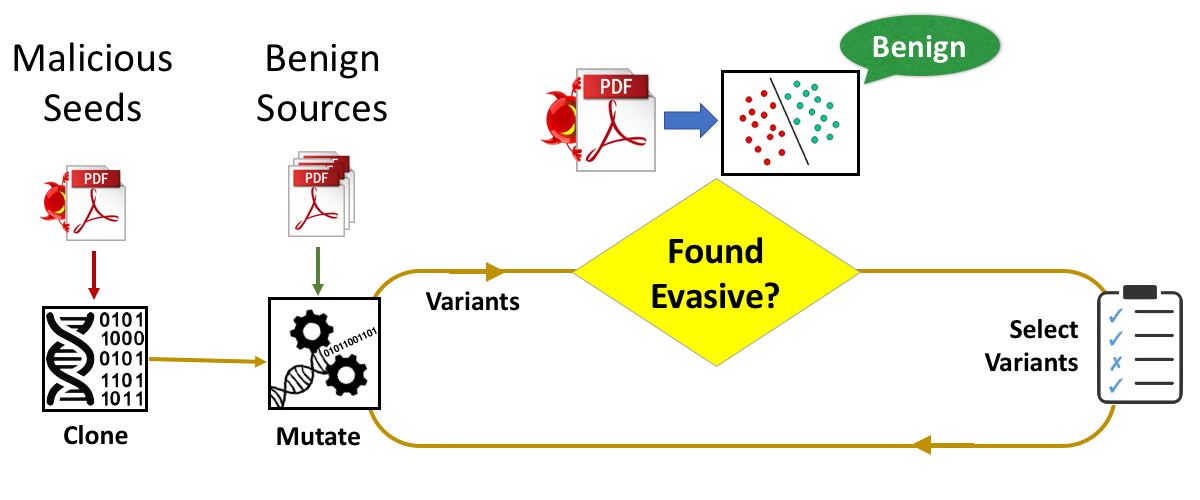 Malicious
Seeds
Benign
Sources
PDF
PDF
PDF
Benign
0101
1000
0101
1101
1011
Clone
01011001101
Mutate
Variants
Found
Evasive?
Select
Variants